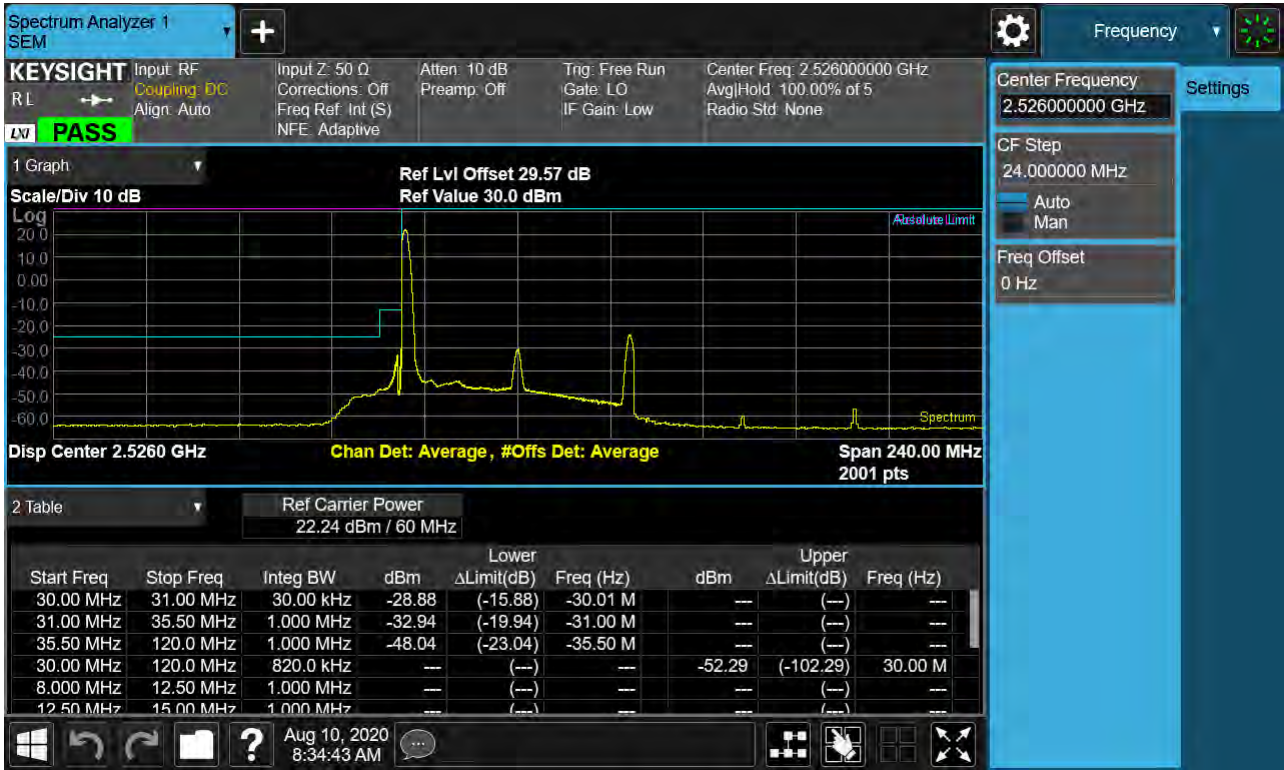 Spectrum Analyzer 1
SEM
Frequency
KEYSIGHT
RL
LXI
PASS
Input: RF
Coupling: DC
Align: Auto
Input Z: 50 Ω
Corrections: Off
Freq Ref: Int (S)
NFE: Adaptive
Atten: 10 dB
Preamp: Off
Trig: Free Run
Gate: LO
IF Gain: Low
Center Freq: 2.526000000 GHz
Avg|Hold: 100.00% of 5
Radio Std: None
Center Frequency
2.526000000 GHz
Settings
CF Step
24.000000 MHz
Auto
Man
Freq Offset
0 Hz
1 Graph
Scale/Div 10 dB
Ref Lvl Offset 29.57 dB
Ref Value 30.0 dBm
Log
20.0
10.0
0.00
-10.0
-20.0
-30.0
-40.0
-50.0
-60.0
Absolute Limit
Spectrum
Disp Center 2.5260 GHz
Chan Det: Average, #Offs Det: Average
Span 240.00 MHz
2001 pts
2 Table
Ref Carrier Power
22.24 dBm / 60 MHz
Lower Upper
Start Freq Stop Freq Integ BW dBm ΔLimit(dB) Freq (Hz) dBm ΔLimit(dB) Freq (Hz)
30.00 MHz 31.00 MHz 30.00 kHz -28.88 (-15.88) -30.01 M --- (---) ---
31.00 MHz 35.50 MHz 1.000 MHz -32.94 (-19.94) -31.00 M --- (---) ---
35.50 MHz 120.0 MHz 1.000 MHz -48.04 (-23.04) -35.50 M --- (---) ---
30.00 MHz 120.0 MHz 820.0 kHz --- (---) --- -52.29 (-102.29) 30.00 M
8.000 MHz 12.50 MHz 1.000 MHz --- (---) --- --- (---) ---
12.50 MHz 15.00 MHz 1.000 MHz --- (---) --- --- (---) ---
?
Aug 10, 2020
8:34:43 AM